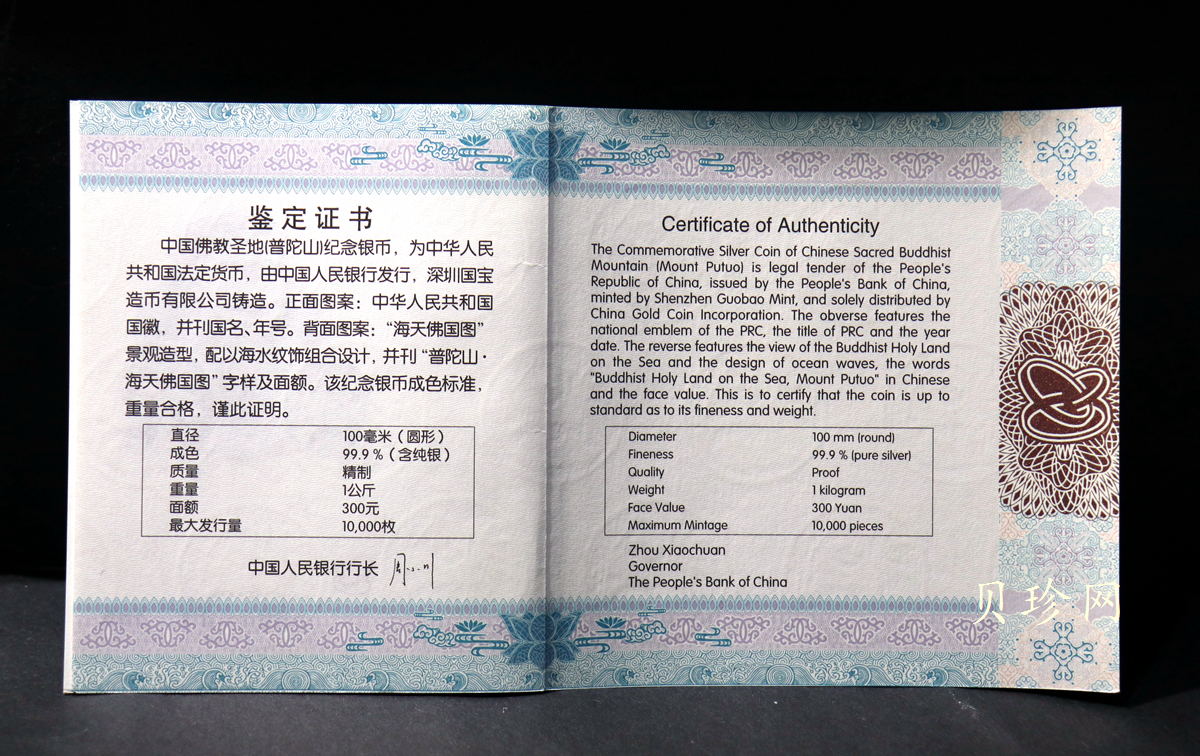 鉴定证书
中国佛教圣地(普陀山)纪念银币，为中华人民
共和国法定货币，由中国人民银行发行，深圳国宝
造币有限公司铸造。正面图案：中华人民共和国
国徽，并刊国名、年号。背面图案：“海天佛国图”
景观造型，配以海水纹饰组合设计，并刊“普陀山·
海天佛国图”字样及面额。该纪念银币成色标准，
重量合格，谨此证明。
直径 100毫米（圆形）
成色 99.9％（含纯银）
质量 精制
重量 1公斤
面额 300元
最大发行量 10,000枚
中国人民银行行长
Certificate of Authenticity
The Commemorative Silver Coin of Chinese Sacred Buddhist
Mountain (Mount Putuo) is legal tender of the People's
Republic of China, issued by the People's Bank of China,
minted by Shenzhen Guobao Mint, and solely distributed by
China Gold Coin Incorporation. The obverse features the
national emblem of the PRC, the title of PRC and the year
date. The reverse features the view of the Buddhist Holy Land
on the Sea and the design of ocean waves, the words
"Buddhist Holy Land on the Sea, Mount Putuo" in Chinese
and the face value. This is to certify that the coin is up to
standard as to its fineness and weight.
Diameter 100 mm (round)
Fineness 99.9 % (pure silver)
Quality Proof
Weight 1 kilogram
Face Value 300 Yuan
Maximum Mintage 10,000 pieces
Zhou Xiaochuan
Governor
The People's Bank of China
贝珍网